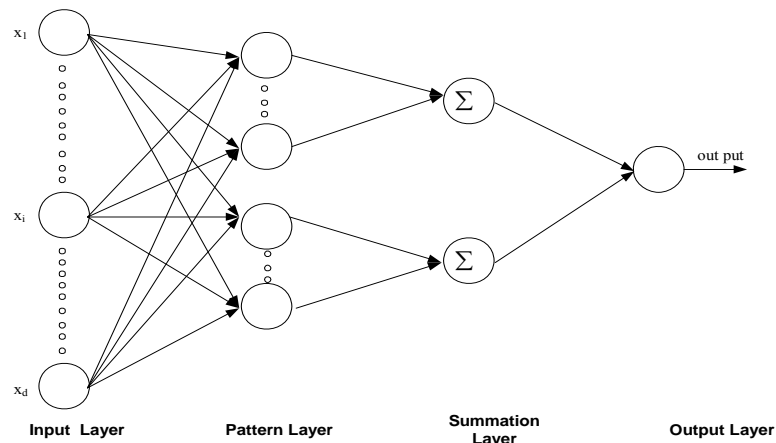 x1
xi
xd
Σ
Σ
out put
Input Layer
Pattern Layer
Summation
Layer
Output Layer